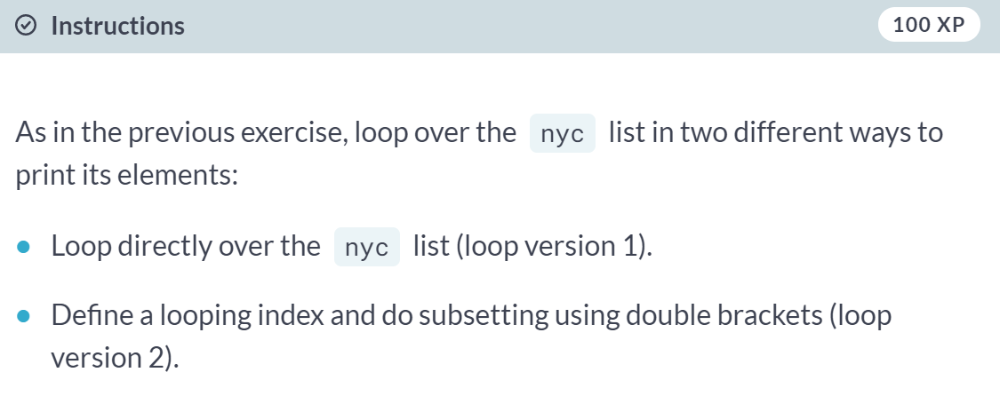 Instructions
100 XP
As in the previous exercise, loop over the nyc list in two different ways to
print its elements:
Loop directly over the nyc list (loop version 1).
Define a looping index and do subsetting using double brackets (loop
version 2).